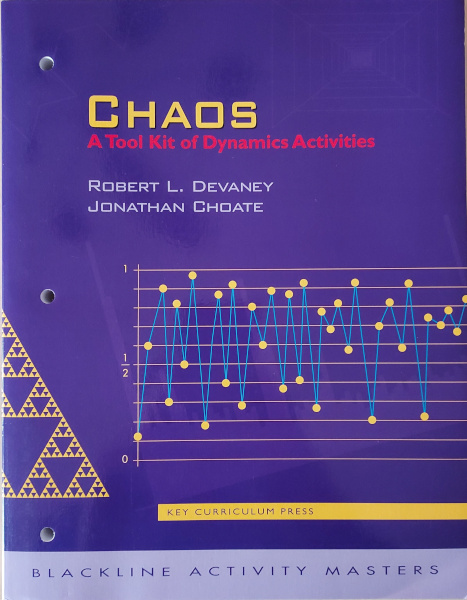 CHAOS
A Tool Kit of Dynamics Activities
ROBERT L. DEVANEY
JONATHAN CHOATE
1
1
2
0
KEY CURRICULUM PRESS
BLACKLINE ACTIVITY MASTERS